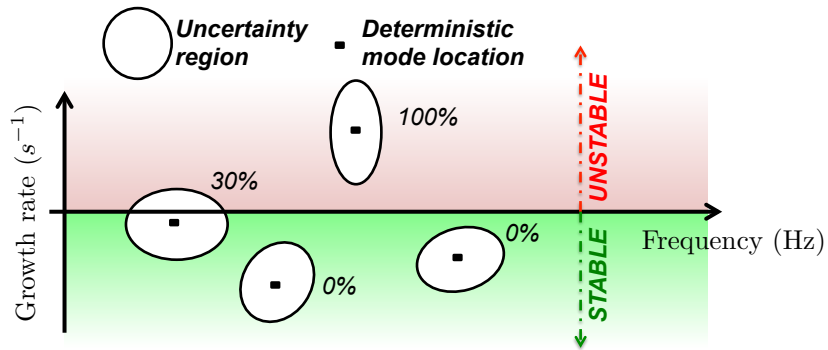 Uncertainty
region
Deterministic
mode location
100%
30%
0%
0%
Growth rate (s⁻¹)
Frequency (Hz)
UNSTABLE
STABLE